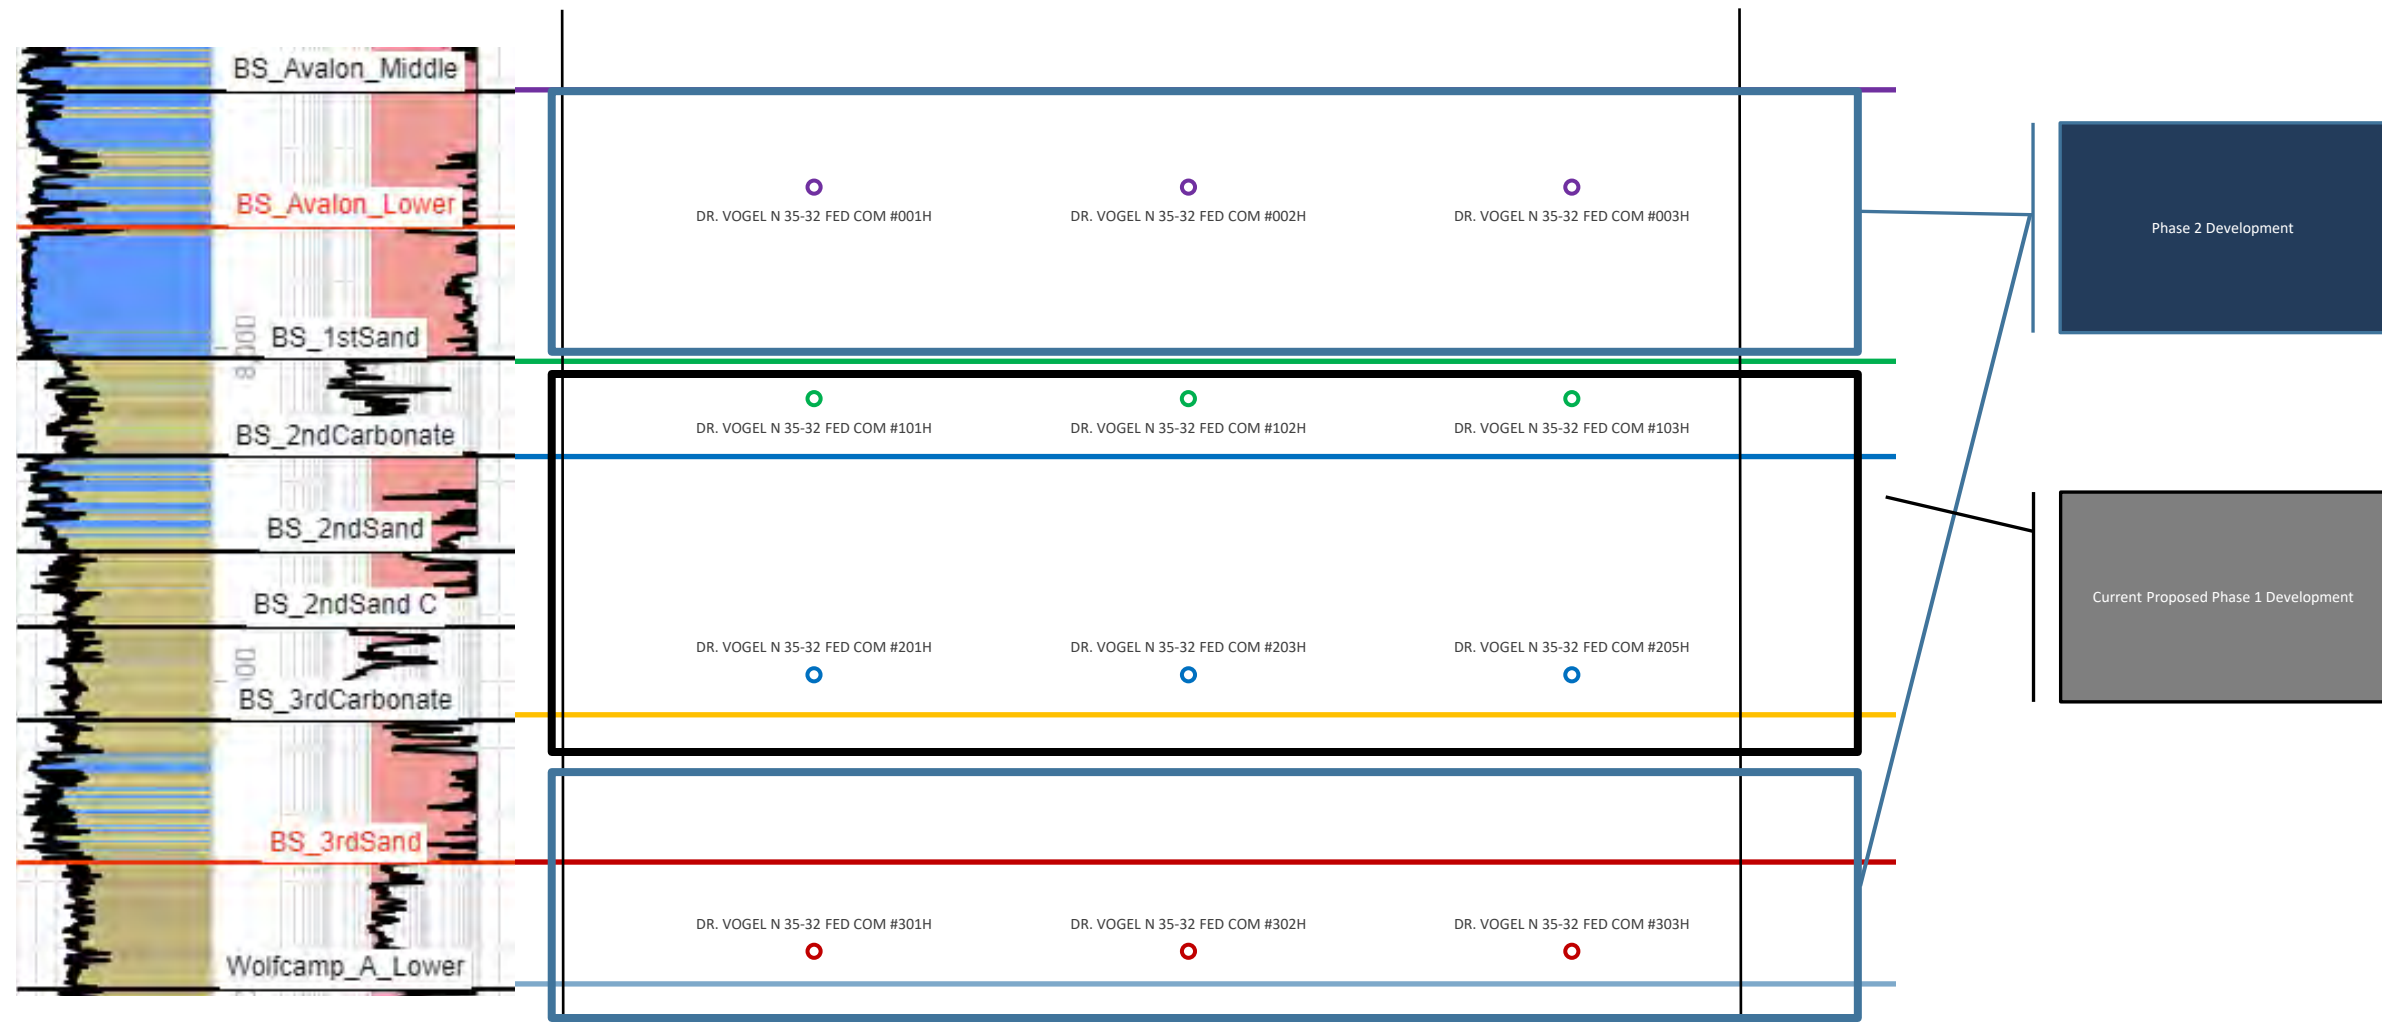 BS_Avalon_Middle
BS_Avalon_Lower
BS_1stSand
BS_2ndCarbonate
BS_2ndSand
BS_2ndSand C
BS_3rdCarbonate
BS_3rdSand
Wolfcamp_A_Lower
DR. VOGEL N 35-32 FED COM #001H
DR. VOGEL N 35-32 FED COM #002H
DR. VOGEL N 35-32 FED COM #003H
DR. VOGEL N 35-32 FED COM #101H
DR. VOGEL N 35-32 FED COM #102H
DR. VOGEL N 35-32 FED COM #103H
DR. VOGEL N 35-32 FED COM #201H
DR. VOGEL N 35-32 FED COM #203H
DR. VOGEL N 35-32 FED COM #205H
DR. VOGEL N 35-32 FED COM #301H
DR. VOGEL N 35-32 FED COM #302H
DR. VOGEL N 35-32 FED COM #303H
Phase 2 Development
Current Proposed Phase 1 Development